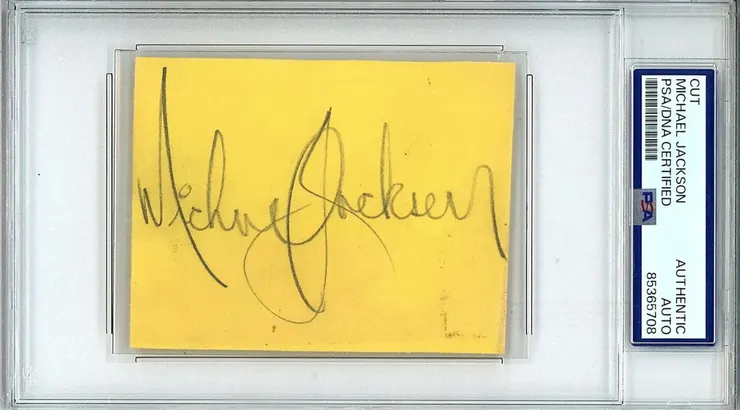 Michael Jackson
CUT
MICHAEL JACKSON
PSA/DNA CERTIFIED
PSA
AUTHENTIC
AUTO
85365708